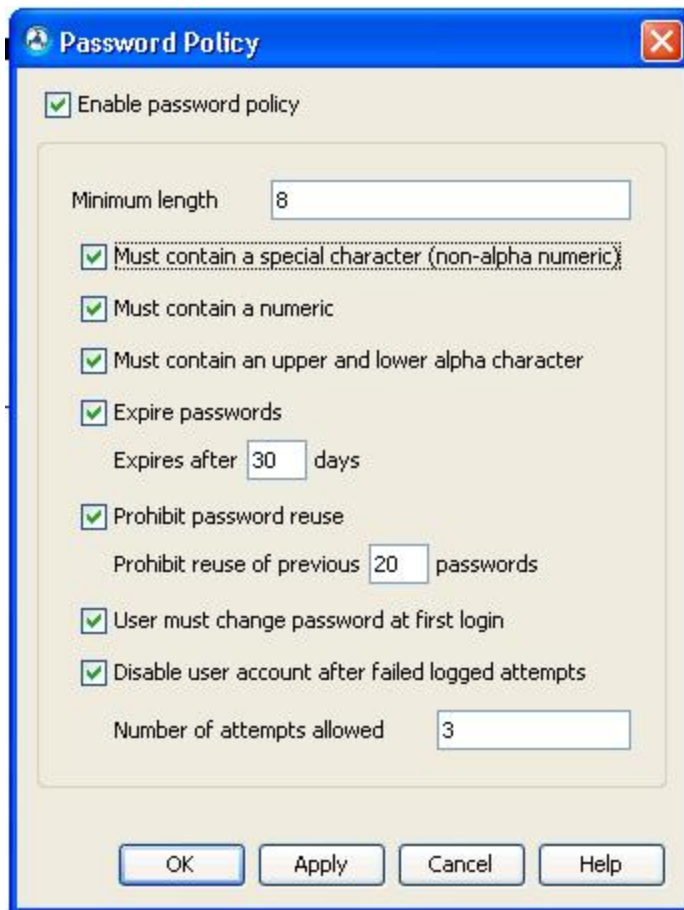 Password Policy
Enable password policy
Minimum length 8
Must contain a special character (non-alpha numeric)
Must contain a numeric
Must contain an upper and lower alpha character
Expire passwords
Expires after 30 days
Prohibit password reuse
Prohibit reuse of previous 20 passwords
User must change password at first login
Disable user account after failed logged attempts
Number of attempts allowed 3
OK Apply Cancel Help